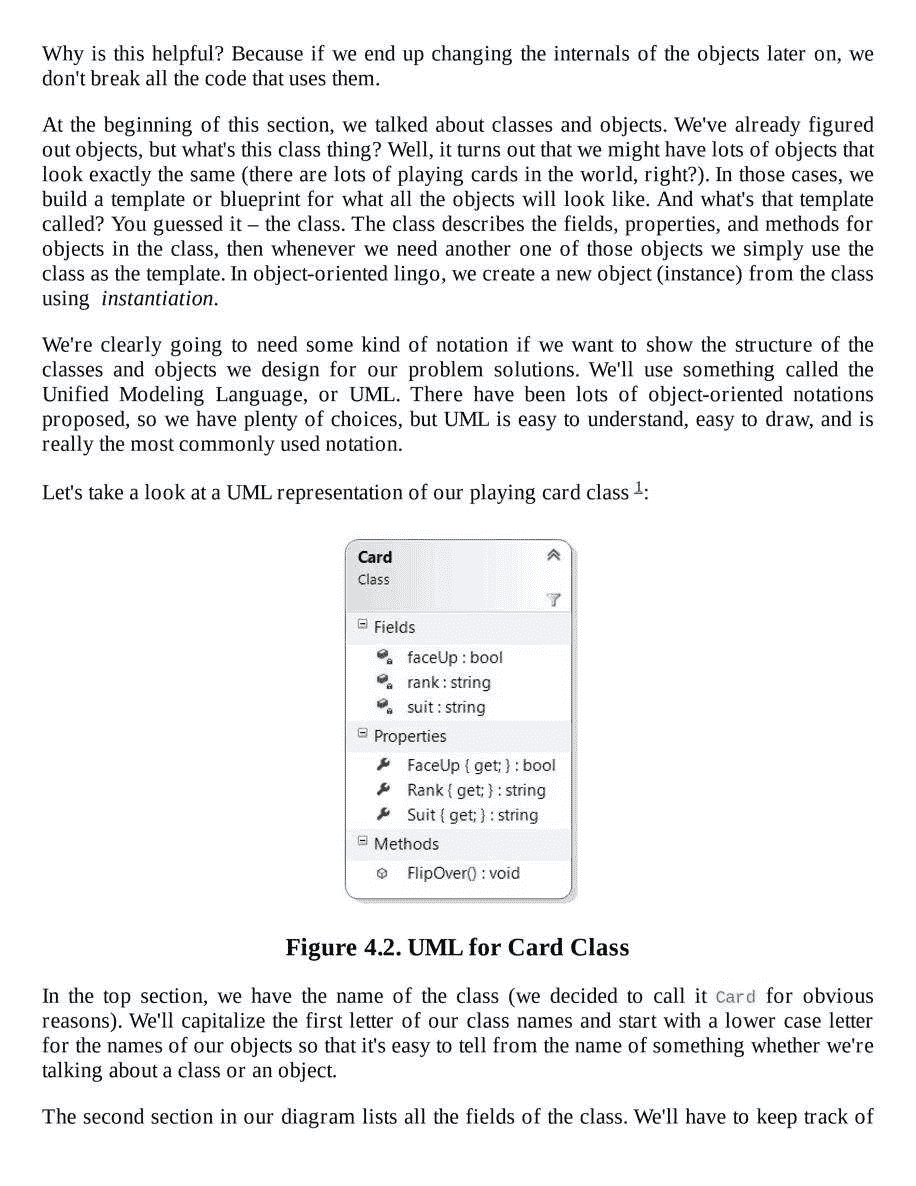 Why is this helpful? Because if we end up changing the internals of the objects later on, we
don't break all the code that uses them.
At the beginning of this section, we talked about classes and objects. We've already figured
out objects, but what's this class thing? Well, it turns out that we might have lots of objects that
look exactly the same (there are lots of playing cards in the world, right?). In those cases, we
build a template or blueprint for what all the objects will look like. And what's that template
called? You guessed it – the class. The class describes the fields, properties, and methods for
objects in the class, then whenever we need another one of those objects we simply use the
class as the template. In object-oriented lingo, we create a new object (instance) from the class
using instantiation.
We're clearly going to need some kind of notation if we want to show the structure of the
classes and objects we design for our problem solutions. We'll use something called the
Unified Modeling Language, or UML. There have been lots of object-oriented notations
proposed, so we have plenty of choices, but UML is easy to understand, easy to draw, and is
really the most commonly used notation.
Let's take a look at a UML representation of our playing card class 1:
Card
Class
Fields
faceUp : bool
rank : string
suit : string
Properties
FaceUp { get; } : bool
Rank { get; } : string
Suit { get; } : string
Methods
FlipOver() : void
Figure 4.2. UML for Card Class
In the top section, we have the name of the class (we decided to call it Card for obvious
reasons). We'll capitalize the first letter of our class names and start with a lower case letter
for the names of our objects so that it's easy to tell from the name of something whether we're
talking about a class or an object.
The second section in our diagram lists all the fields of the class. We'll have to keep track of